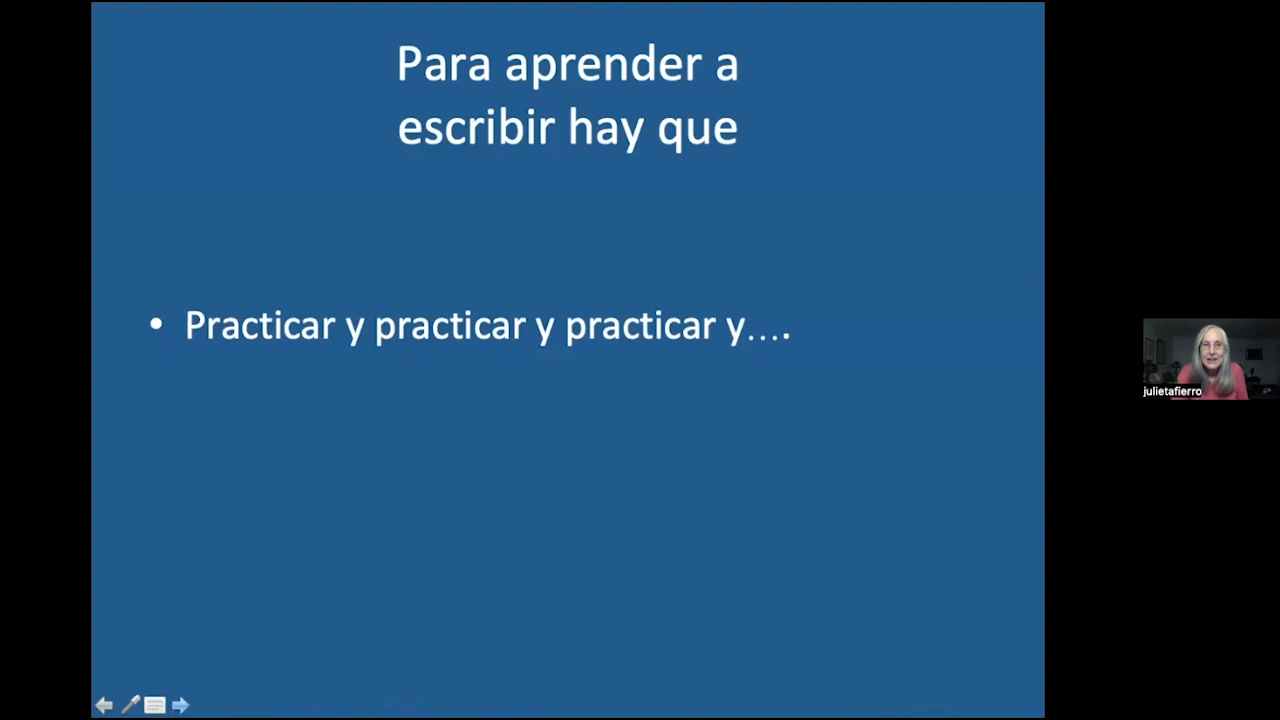 Para aprender a
escribir hay que
• Practicar y practicar y practicar y….
julietafierro